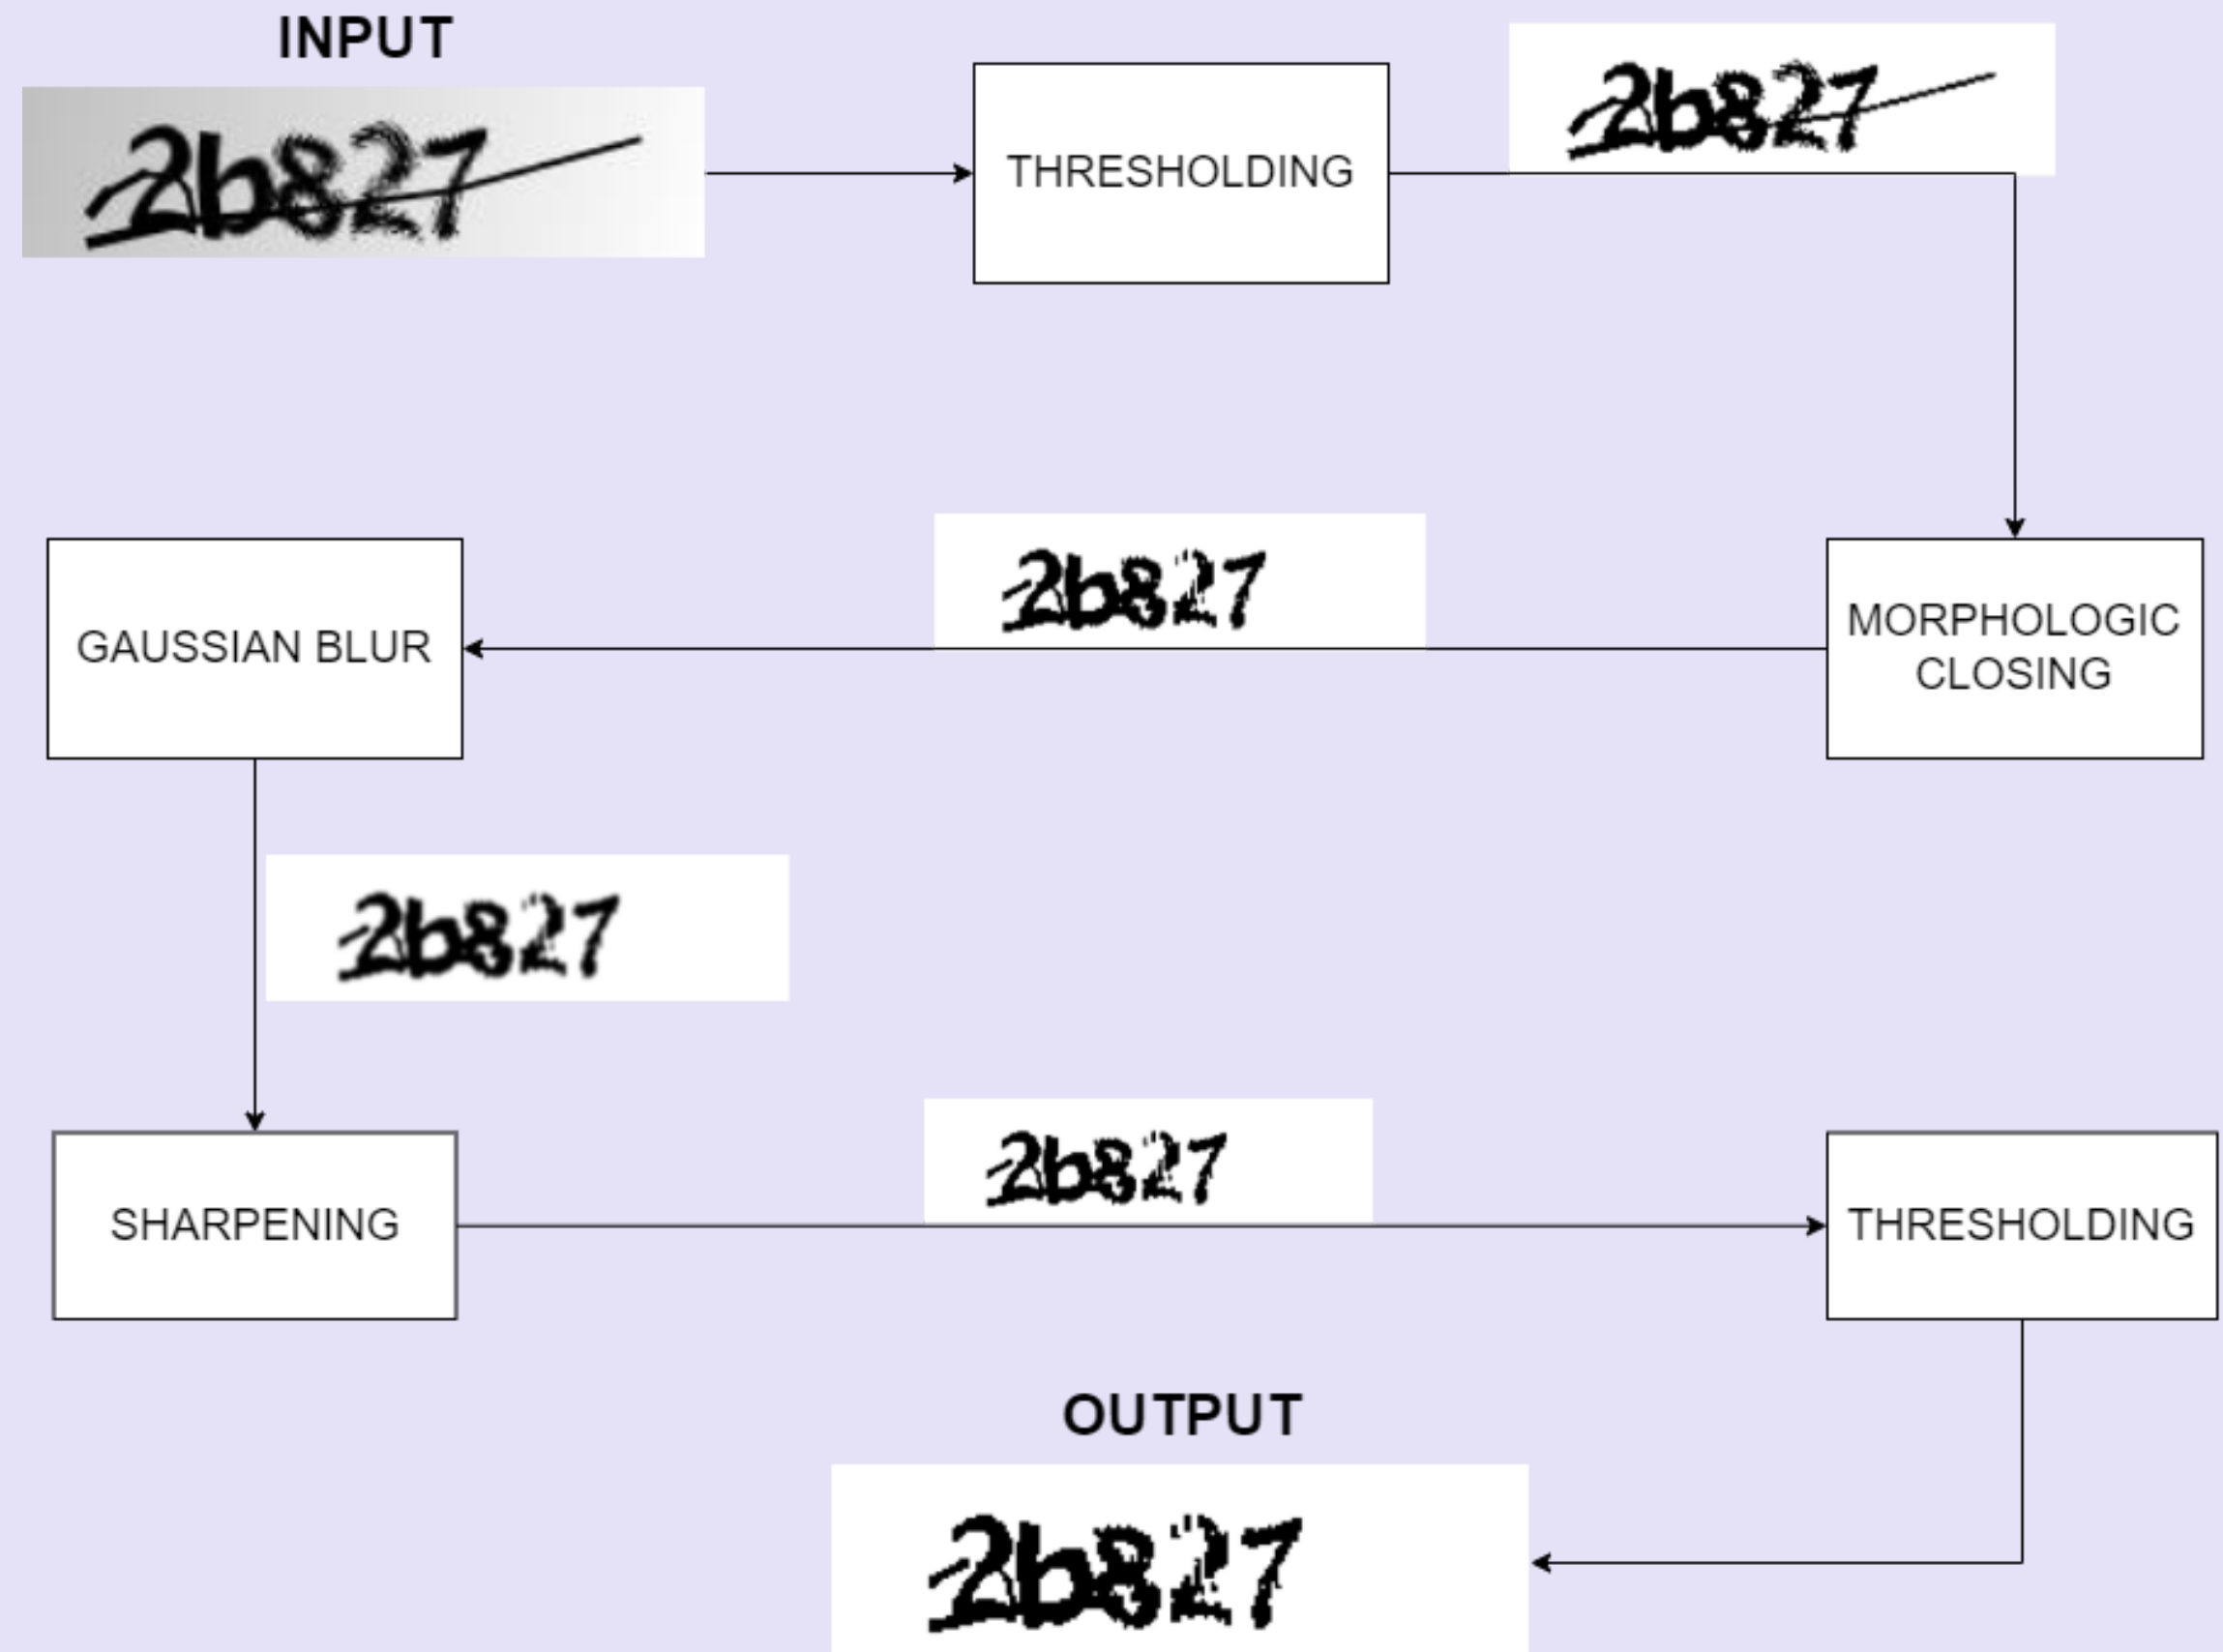 INPUT
2b827
THRESHOLDING
2b827
MORPHOLOGIC
CLOSING
2b827
GAUSSIAN BLUR
2b827
SHARPENING
2b827
THRESHOLDING
OUTPUT
2b827